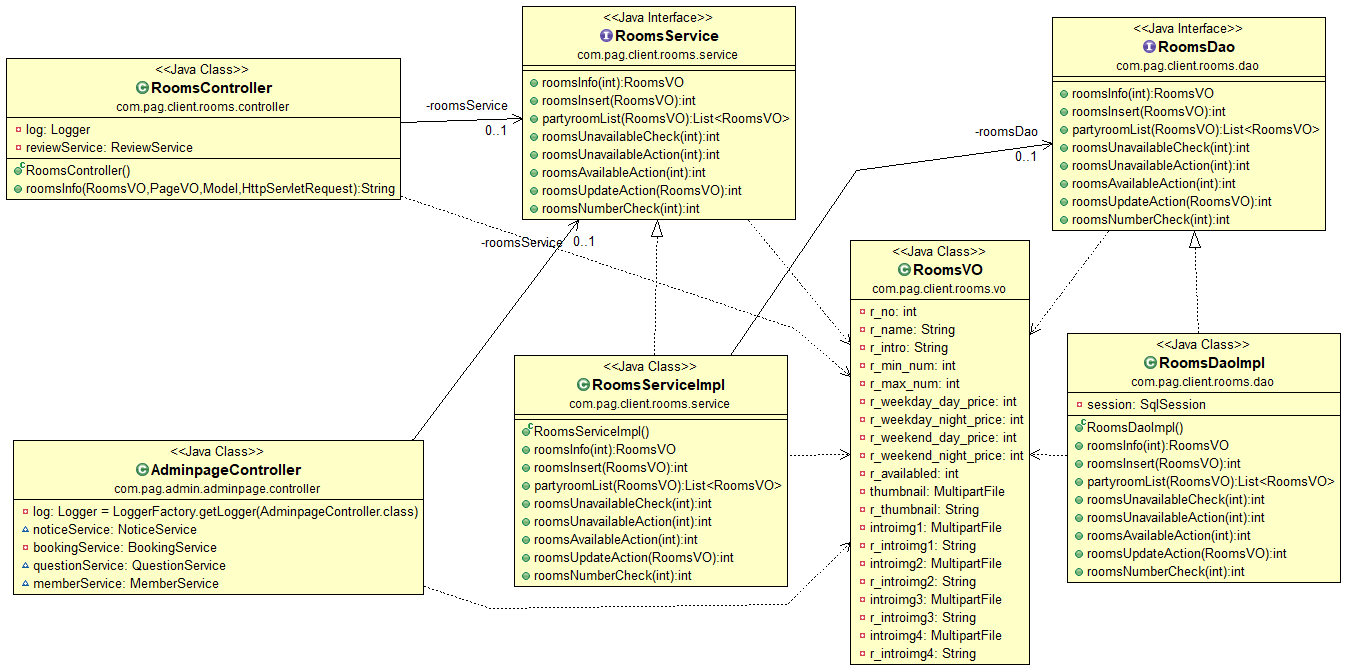 <<Java Class>>
RoomsController
com.pag.client.rooms.controller
log: Logger
reviewService: ReviewService
RoomsController()
roomsInfo(RoomsVO,PageVO,Model,HttpServletRequest):String
-roomsService
0..1
<<Java Interface>>
RoomsService
com.pag.client.rooms.service
roomsInfo(int):RoomsVO
roomsInsert(RoomsVO):int
partyroomList(RoomsVO):List<RoomsVO>
roomsUnavailableCheck(int):int
roomsUnavailableAction(int):int
roomsAvailableAction(int):int
roomsUpdateAction(RoomsVO):int
roomsNumberCheck(int):int
-roomsDao
0..1
<<Java Interface>>
RoomsDao
com.pag.client.rooms.dao
roomsInfo(int):RoomsVO
roomsInsert(RoomsVO):int
partyroomList(RoomsVO):List<RoomsVO>
roomsUnavailableCheck(int):int
roomsUnavailableAction(int):int
roomsAvailableAction(int):int
roomsUpdateAction(RoomsVO):int
roomsNumberCheck(int):int
-roomsService 0..1
<<Java Class>>
RoomsVO
com.pag.client.rooms.vo
r_no: int
r_name: String
r_intro: String
r_min_num: int
r_max_num: int
r_weekday_day_price: int
r_weekday_night_price: int
r_weekend_day_price: int
r_weekend_night_price: int
r_availabled: int
thumbnail: MultipartFile
r_thumbnail: String
introimg1: MultipartFile
r_introimg1: String
introimg2: MultipartFile
r_introimg2: String
introimg3: MultipartFile
r_introimg3: String
introimg4: MultipartFile
r_introimg4: String
<<Java Class>>
RoomsServiceImpl
com.pag.client.rooms.service
RoomsServiceImpl()
roomsInfo(int):RoomsVO
roomsInsert(RoomsVO):int
partyroomList(RoomsVO):List<RoomsVO>
roomsUnavailableCheck(int):int
roomsUnavailableAction(int):int
roomsAvailableAction(int):int
roomsUpdateAction(RoomsVO):int
roomsNumberCheck(int):int
<<Java Class>>
RoomsDaoImpl
com.pag.client.rooms.dao
session: SqlSession
RoomsDaoImpl()
roomsInfo(int):RoomsVO
roomsInsert(RoomsVO):int
partyroomList(RoomsVO):List<RoomsVO>
roomsUnavailableCheck(int):int
roomsUnavailableAction(int):int
roomsAvailableAction(int):int
roomsUpdateAction(RoomsVO):int
roomsNumberCheck(int):int
<<Java Class>>
AdminpageController
com.pag.admin.adminpage.controller
log: Logger = LoggerFactory.getLogger(AdminpageController.class)
noticeService: NoticeService
bookingService: BookingService
questionService: QuestionService
memberService: MemberService